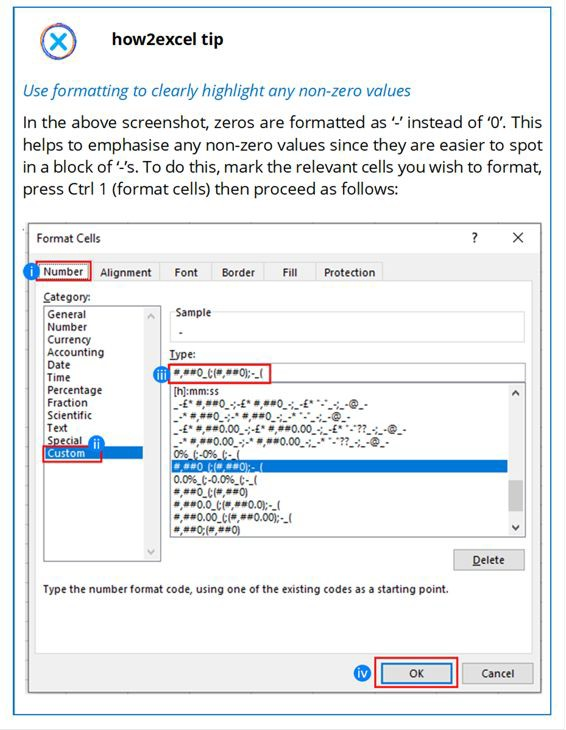 how2excel tip
Use formatting to clearly highlight any non-zero values
In the above screenshot, zeros are formatted as ‘-’ instead of ‘0’. This
helps to emphasise any non-zero values since they are easier to spot
in a block of ‘-’s. To do this, mark the relevant cells you wish to format,
press Ctrl 1 (format cells) then proceed as follows:
Format Cells ? ×
i Number Alignment Font Border Fill Protection
Category:
General
Number
Currency
Accounting
Date
Time
Percentage
Fraction
Scientific
Text
Special
ii
Custom
Sample
-
Type:
iii #,##0_(;(#,##0);-_(
[h]:mm:ss
_-£* #,##0_-;-£* #,##0_-;_-£* "-"_-;_-@_-
_-* #,##0_-;-* #,##0_-;_-* "-"_-;_-@_-
_-£* #,##0.00_-;-£* #,##0.00_-;_-£* "-"??_-;_-@_-
_-* #,##0.00_-;-* #,##0.00_-;_-* "-"??_-;_-@_-
0%_(;-0%_(;-_(
#,##0_(;(#,##0);-_(
0.0%_(;-0.0%_(;-_(
#,##0_(;(#,##0)
#,##0.0_(;(#,##0.0);-_(
#,##0.00_(;(#,##0.00);-_(
#,##0;(#,##0)
Delete
Type the number format code, using one of the existing codes as a starting point.
iv OK Cancel